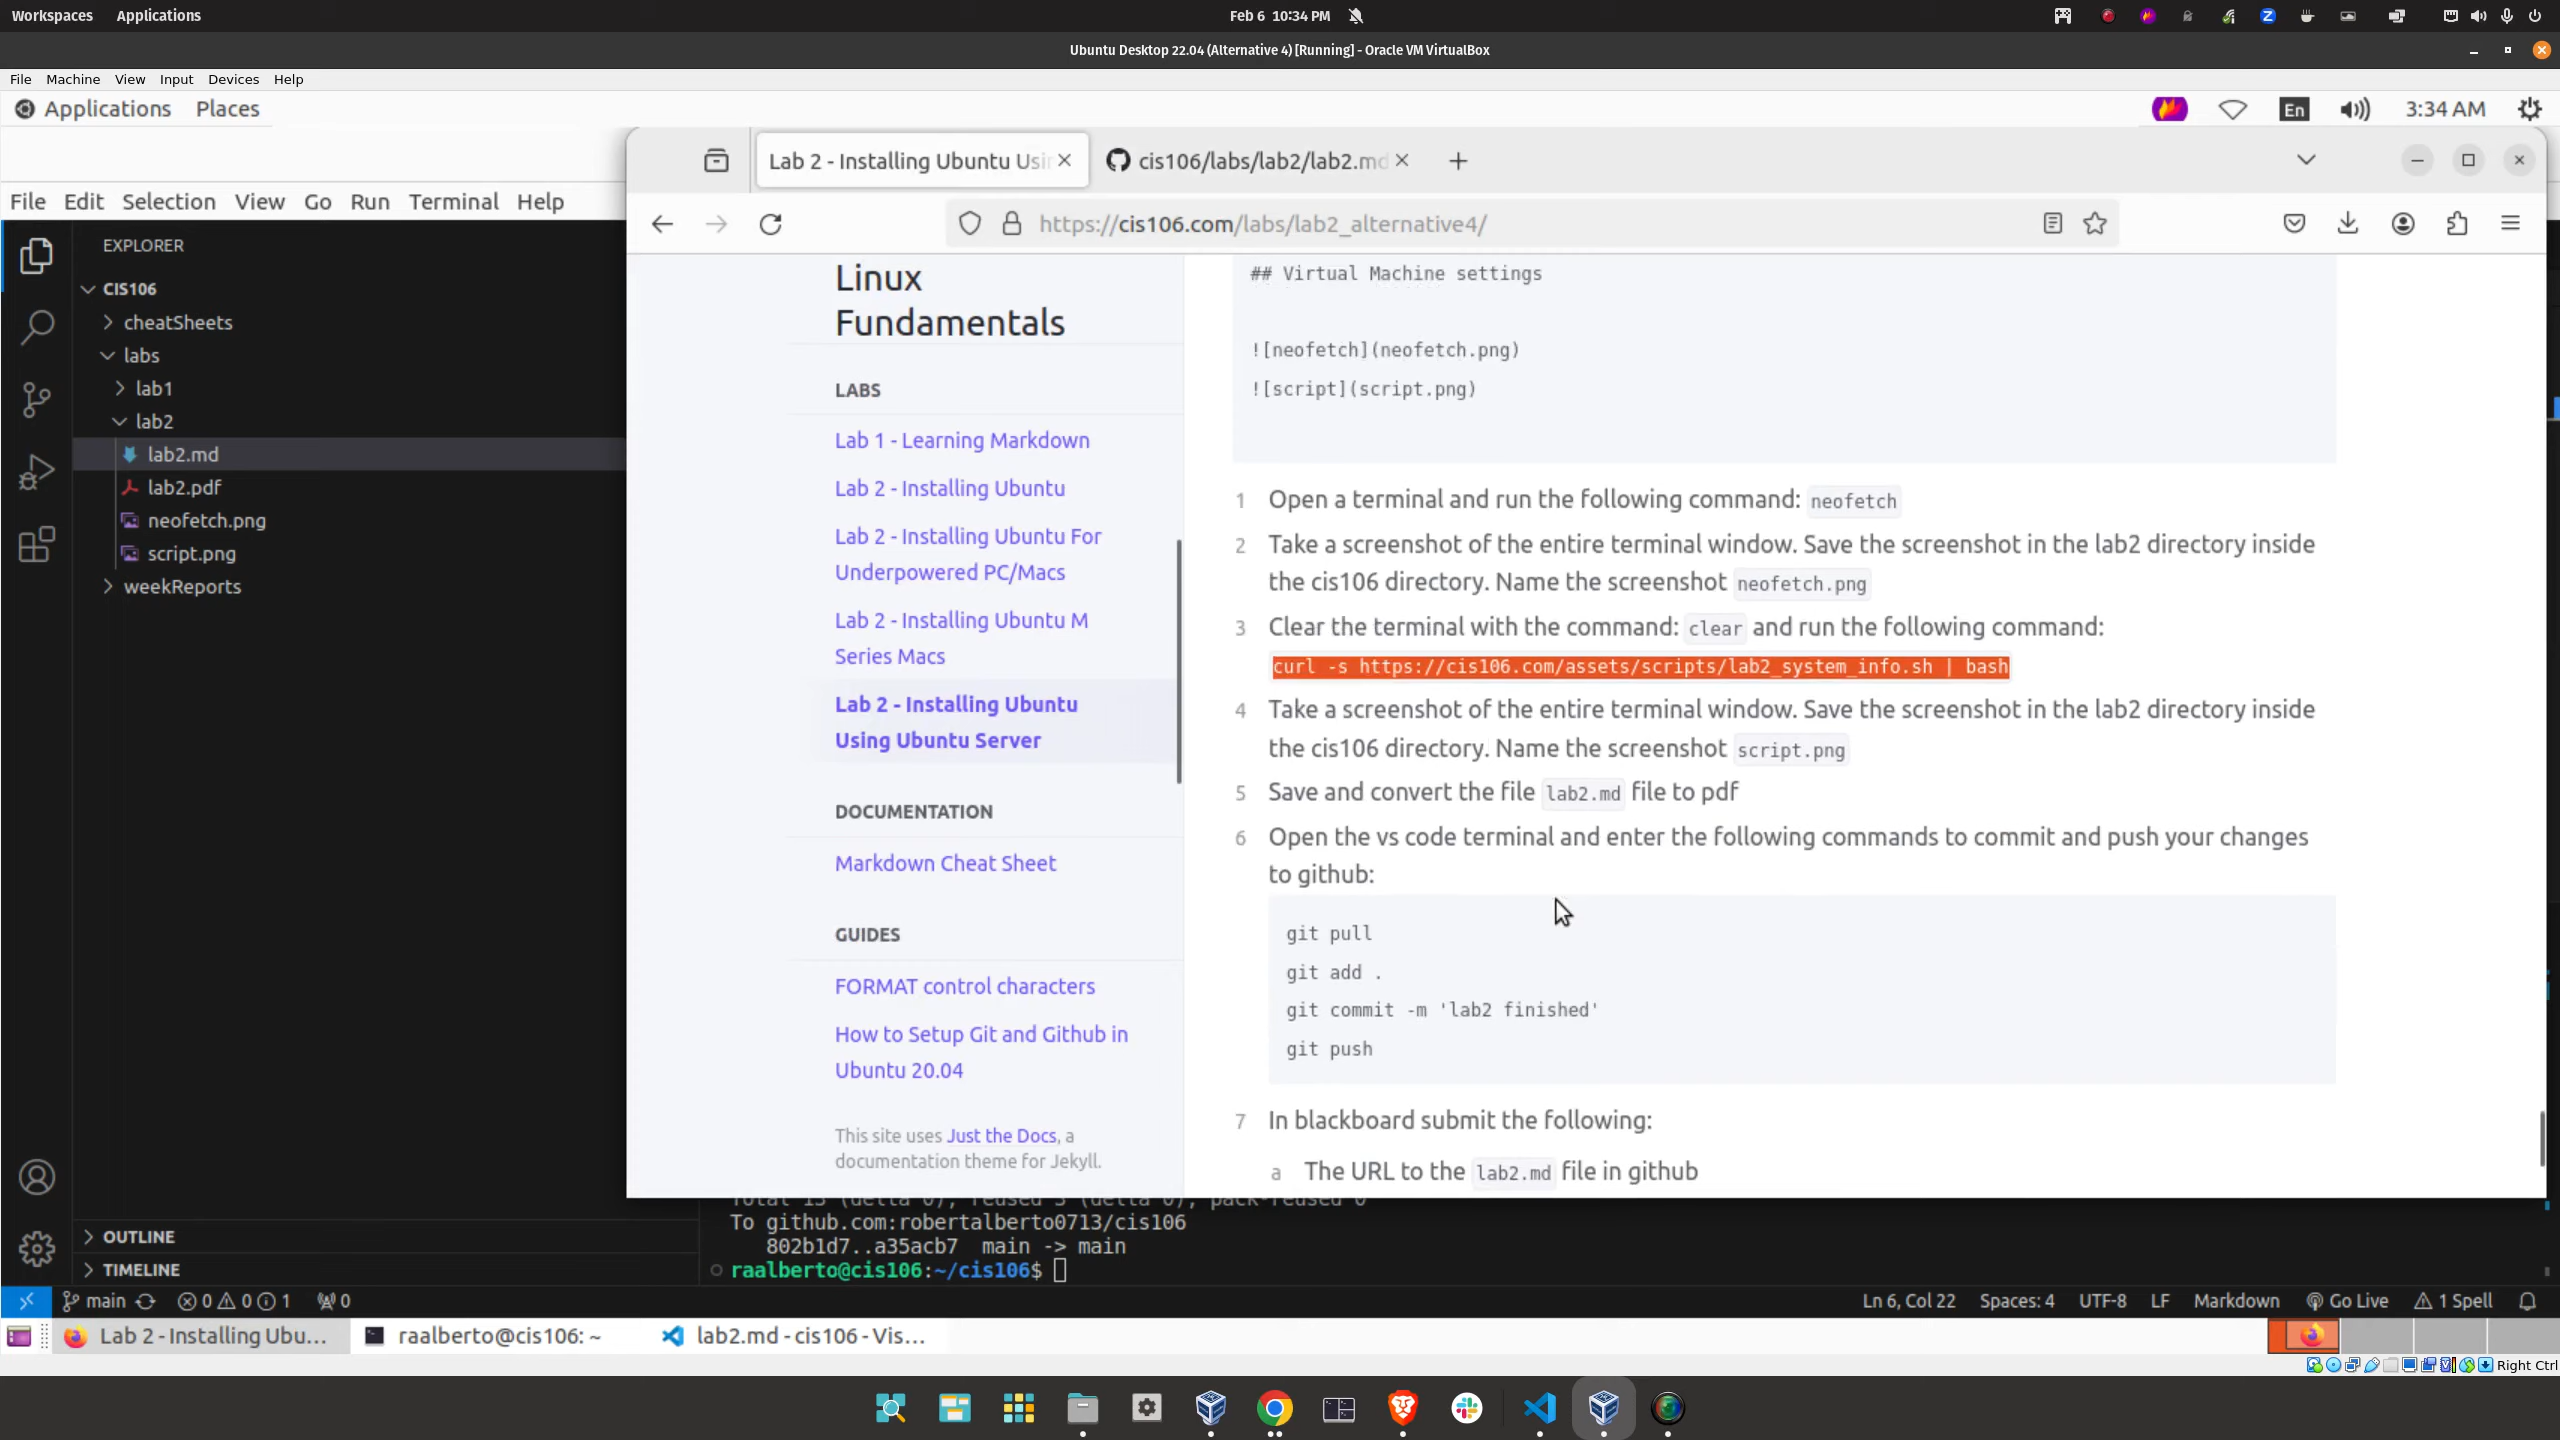 Workspaces Applications Feb 6 10:34 PM
Ubuntu Desktop 22.04 (Alternative 4) [Running] - Oracle VM VirtualBox
File Machine View Input Devices Help
Applications Places En 3:34 AM
Lab 2 - Installing Ubuntu Usi cis106/labs/lab2/lab2.md
File Edit Selection View Go Run Terminal Help
https://cis106.com/labs/lab2_alternative4/
EXPLORER
CIS106
cheatSheets
labs
lab1
lab2
lab2.md
lab2.pdf
neofetch.png
script.png
weekReports
OUTLINE
TIMELINE
Linux
Fundamentals
LABS
Lab 1 - Learning Markdown
Lab 2 - Installing Ubuntu
Lab 2 - Installing Ubuntu For
Underpowered PC/Macs
Lab 2 - Installing Ubuntu M
Series Macs
Lab 2 - Installing Ubuntu
Using Ubuntu Server
DOCUMENTATION
Markdown Cheat Sheet
GUIDES
FORMAT control characters
How to Setup Git and Github in
Ubuntu 20.04
This site uses Just the Docs, a
documentation theme for Jekyll.
## Virtual Machine settings
![neofetch](neofetch.png)
![script](script.png)
1 Open a terminal and run the following command: neofetch
2 Take a screenshot of the entire terminal window. Save the screenshot in the lab2 directory inside
the cis106 directory. Name the screenshot neofetch.png
3 Clear the terminal with the command: clear and run the following command:
curl -s https://cis106.com/assets/scripts/lab2_system_info.sh | bash
4 Take a screenshot of the entire terminal window. Save the screenshot in the lab2 directory inside
the cis106 directory. Name the screenshot script.png
5 Save and convert the file lab2.md file to pdf
6 Open the vs code terminal and enter the following commands to commit and push your changes
to github:
git pull
git add .
git commit -m 'lab2 finished'
git push
7 In blackboard submit the following:
a The URL to the lab2.md file in github
Total 13 (delta 0), reused 3 (delta 0), pack-reused 0
To github.com:robertalberto0713/cis106
802b1d7..a35acb7 main -> main
raalberto@cis106:~/cis106$
main 0 0 1 0 Ln 6, Col 22 Spaces: 4 UTF-8 LF Markdown Go Live 1 Spell
Lab 2 - Installing Ubu... raalberto@cis106: ~ lab2.md - cis106 - Vis...
Right Ctrl